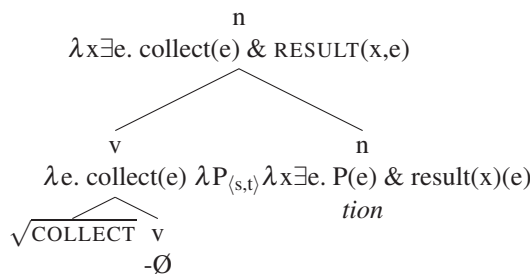 n
λx∃e. collect(e) & RESULT(x,e)
v n
λe. collect(e) λP⟨s,t⟩λx∃e. P(e) & result(x)(e)
tion
√COLLECT v
-Ø